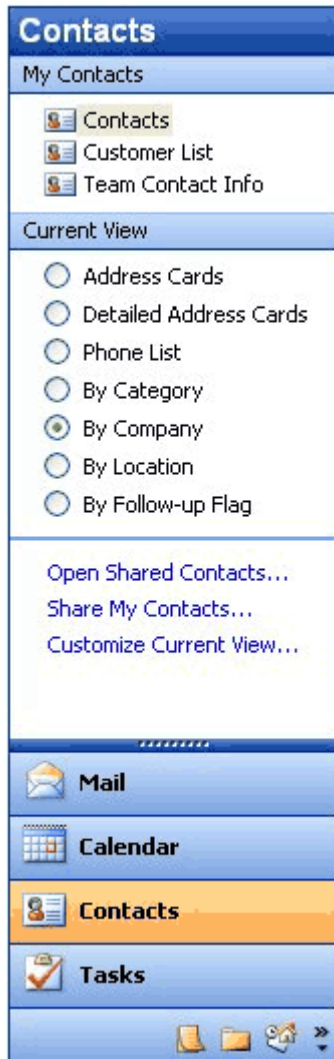 Contacts
My Contacts
Contacts
Customer List
Team Contact Info
Current View
Address Cards
Detailed Address Cards
Phone List
By Category
By Company
By Location
By Follow-up Flag
Open Shared Contacts...
Share My Contacts...
Customize Current View...
Mail
Calendar
Contacts
Tasks